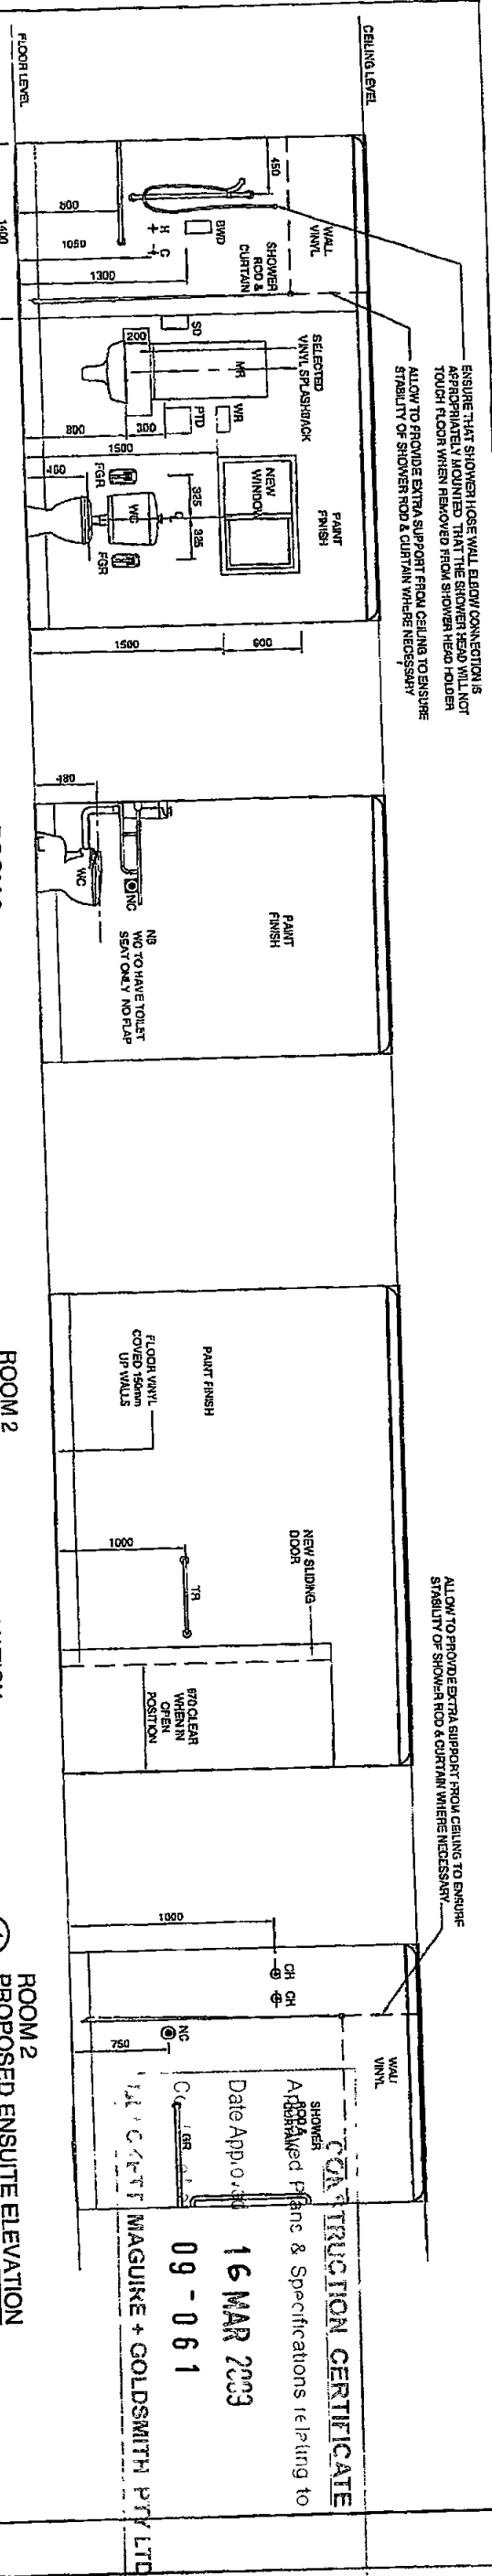 CEILING LEVEL
FLOOR LEVEL
ENSURE THAT SHOWER HOSE WALL ELBOW CONNECTION IS
APPROPRIATELY MOUNTED THAT THE SHOWER HEAD WILL NOT
TOUCH FLOOR WHEN REMOVED FROM SHOWER HEAD HOLDER
ALLOW TO PROVIDE EXTRA SUPPORT FROM CEILING TO ENSURE
STABILITY OF SHOWER ROD & CURTAIN WHERE NECESSARY
450
WALL
VINYL
SHOWER
ROD &
CURTAIN
BWD
H
C
800
1050
1300
1400
SELECTED
VINYL SPLASHBACK
SD
200
MR
WR
PTD
800
300
1500
NEW
WINDOW
PAINT
FINISH
325
325
FGR
WC
FGR
460
1500
600
PAINT
FINISH
480
WC
NC
NB
WC TO HAVE TOILET
SEAT ONLY NO FLAP
PAINT FINISH
FLOOR VINYL
COVED 150mm
UP WALLS
NEW SLIDING
DOOR
1000
TR
870 CLEAR
WHEN IN
OPEN
POSITION
ROOM 2
ALLOW TO PROVIDE EXTRA SUPPORT FROM CEILING TO ENSURE
STABILITY OF SHOWER ROD & CURTAIN WHERE NECESSARY
1000
CH
CH
WALL
VINYL
NC
750
SHOWER
ROD &
CURTAIN
GR
CONSTRUCTION CERTIFICATE
Approved Plans & Specifications relating to
Date Approved 16 MAR 2009
09 - 061
MAGUIRE + GOLDSMITH PTY LTD
ROOM 2
PROPOSED ENSUITE ELEVATION